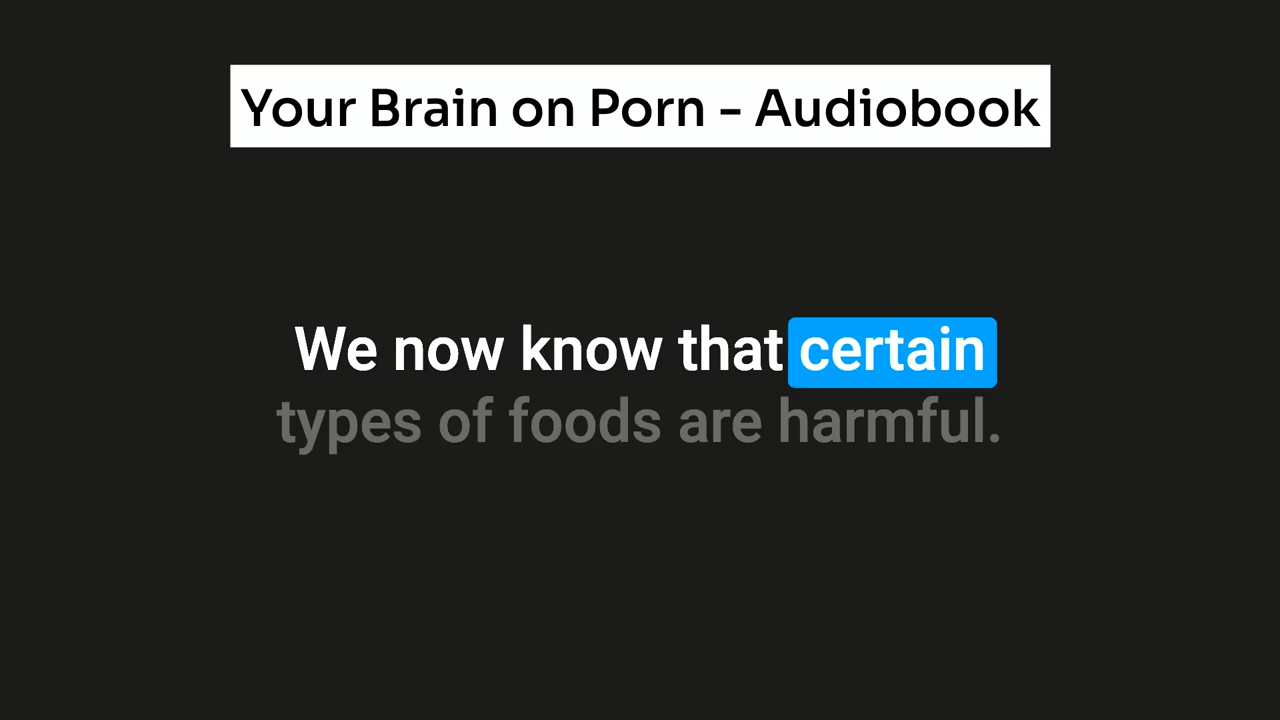 Your Brain on Porn - Audiobook
We now know that certain
types of foods are harmful.